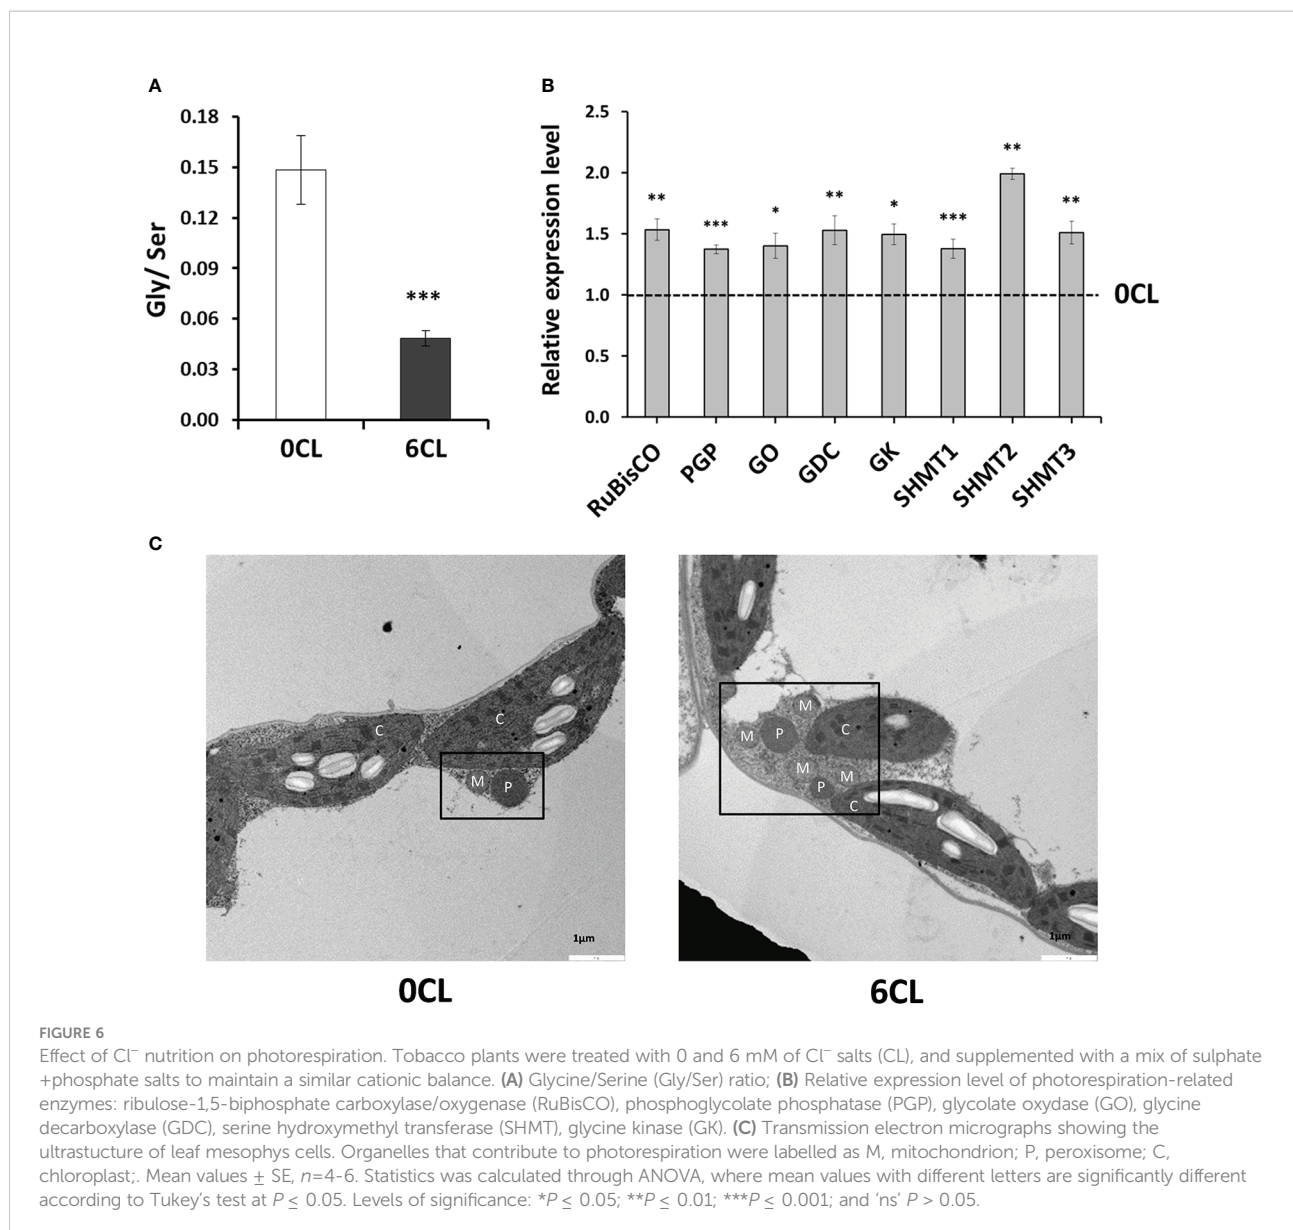 A
0.18
0.15
0.12
0.09
0.06
0.03
0.00
Gly/ Ser
***
0CL
6CL
B
2.5
2.0
1.5
1.0
0.5
0.0
Relative expression level
**
***
*
**
*
***
**
**
0CL
RuBisCO
PGP
GO
GDC
GK
SHMT1
SHMT2
SHMT3
C
C
C
M
P
1μm
0CL
M
M
P
C
M
M
P
C
1μm
6CL
FIGURE 6
Effect of Cl⁻ nutrition on photorespiration. Tobacco plants were treated with 0 and 6 mM of Cl⁻ salts (CL), and supplemented with a mix of sulphate
+phosphate salts to maintain a similar cationic balance. (A) Glycine/Serine (Gly/Ser) ratio; (B) Relative expression level of photorespiration-related
enzymes: ribulose-1,5-biphosphate carboxylase/oxygenase (RuBisCO), phosphoglycolate phosphatase (PGP), glycolate oxydase (GO), glycine
decarboxylase (GDC), serine hydroxymethyl transferase (SHMT), glycine kinase (GK). (C) Transmission electron micrographs showing the
ultrastucture of leaf mesophys cells. Organelles that contribute to photorespiration were labelled as M, mitochondrion; P, peroxisome; C,
chloroplast;. Mean values ± SE, n=4-6. Statistics was calculated through ANOVA, where mean values with different letters are significantly different
according to Tukey's test at P ≤ 0.05. Levels of significance: *P ≤ 0.05; **P ≤ 0.01; ***P ≤ 0.001; and 'ns' P > 0.05.